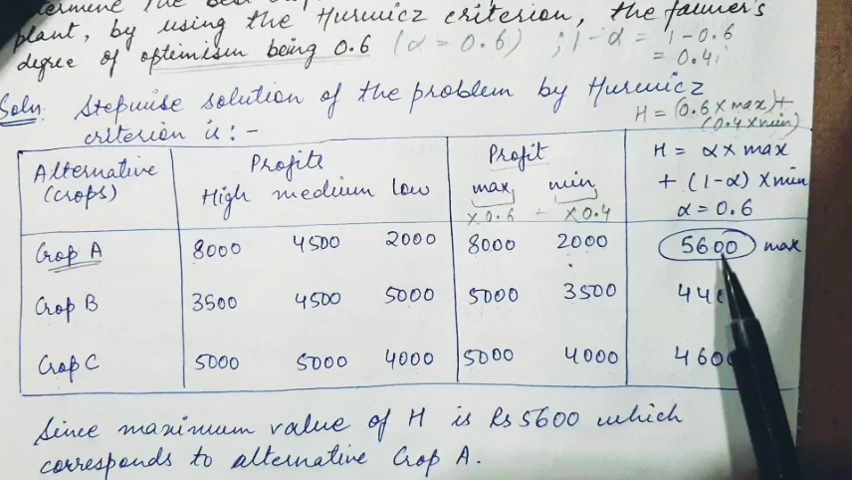 the best
plant, by using the Hurwicz criterion, the farmer's
degree of optimism being 0.6 (α = 0.6) ; 1-α = 1-0.6
= 0.4
Soln: Stepwise solution of the problem by Hurwicz
criterion is :-
H = (0.6 x max) +
(0.4 x min)
Alternative (crops) Profits Profit H = α x max
High medium low max min + (1-α) x min
x 0.6 + x 0.4 α = 0.6
Crop A 8000 4500 2000 8000 2000 5600 max
Crop B 3500 4500 5000 5000 3500
Crop C 5000 5000 4000 5000 4000 4600
Since maximum value of H is Rs 5600 which
corresponds to alternative Crop A.